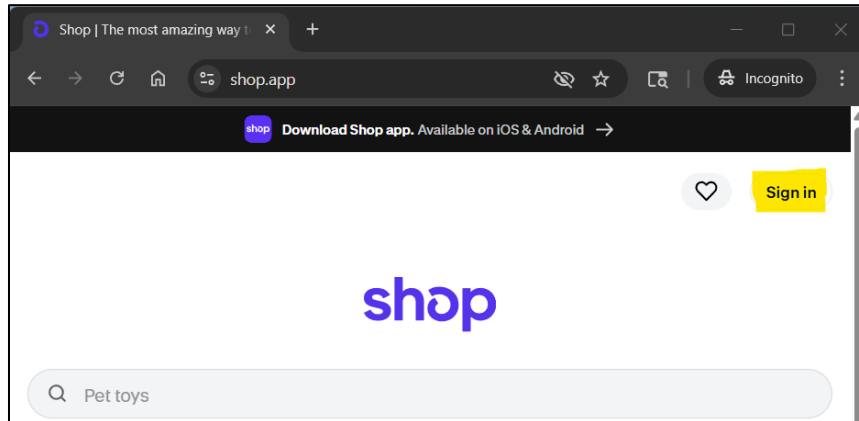 Shop | The most amazing way t
shop.app
Incognito
shop Download Shop app. Available on iOS & Android →
Sign in
shop
Pet toys